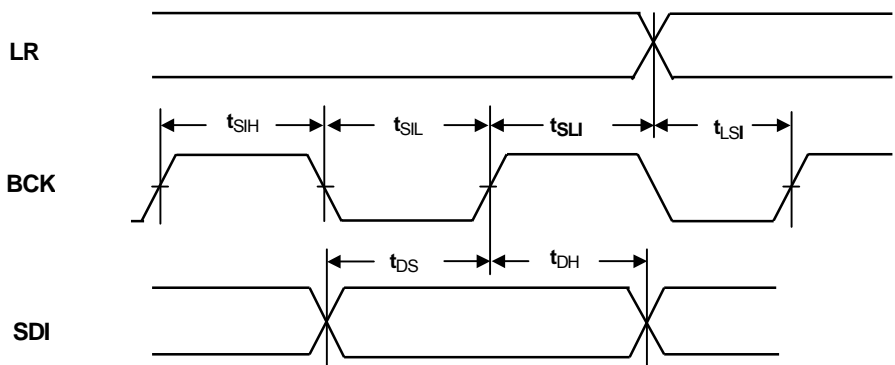 LR
tSIH tSIL tSLI tLSI
BCK
tDS tDH
SDI